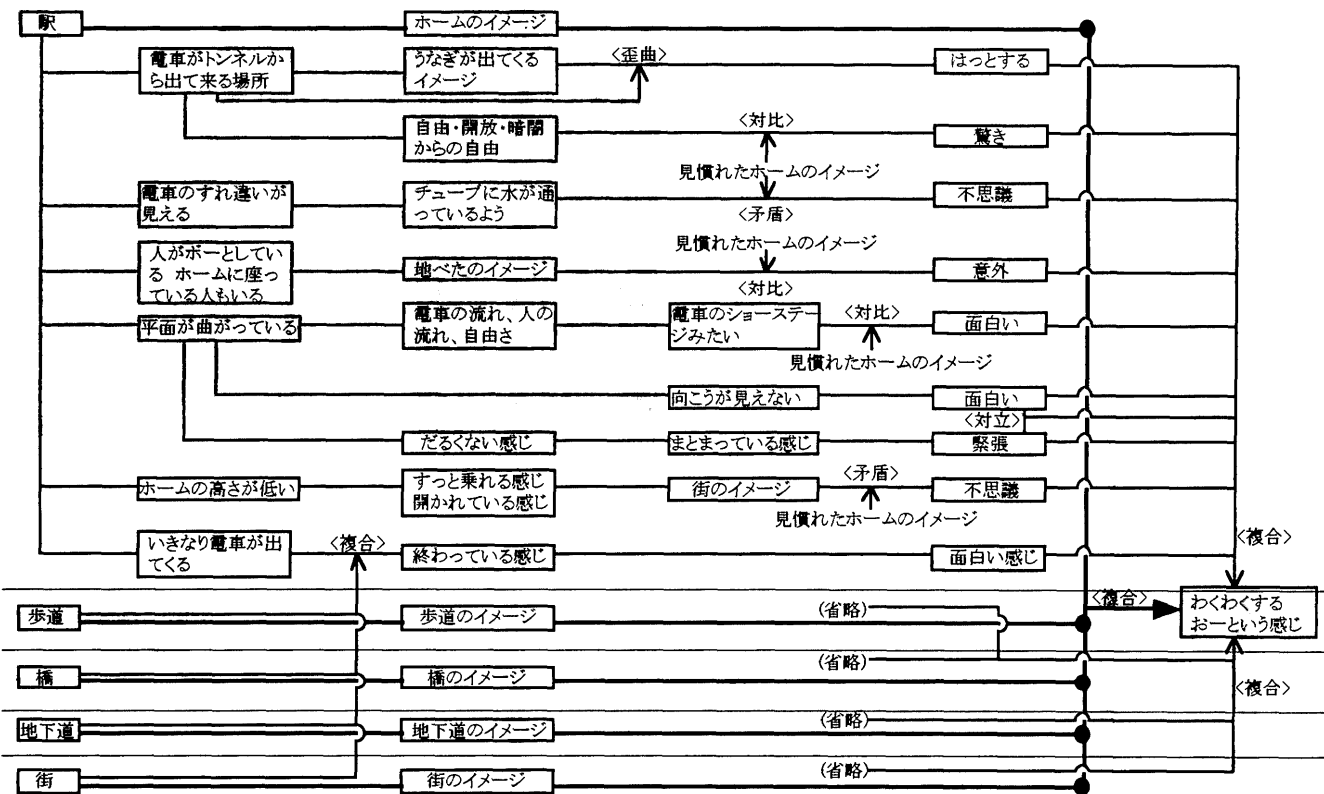 駅
ホームのイメージ
電車がトンネルか
ら出て来る場所
うなぎが出てくる
イメージ
<歪曲>
はっとする
自由・開放・暗闇
からの自由
<対比>
驚き
見慣れたホームのイメージ
電車のすれ違いが
見える
チューブに水が通
っているよう
<矛盾>
不思議
見慣れたホームのイメージ
人がボーとしてい
る ホームに座っ
ている人もいる
地べたのイメージ
<対比>
意外
平面が曲がっている
電車の流れ、人の
流れ、自由さ
電車のショーステー
ジみたい
<対比>
面白い
見慣れたホームのイメージ
向こうが見えない
面白い
<対立>
だるくない感じ
まとまっている感じ
緊張
ホームの高さが低い
すっと乗れる感じ
開かれている感じ
街のイメージ
<矛盾>
不思議
見慣れたホームのイメージ
いきなり電車が出
てくる
<複合>
終わっている感じ
面白い感じ
<複合>
歩道
歩道のイメージ
(省略)
<複合>
わくわくする
おーという感じ
橋
橋のイメージ
(省略)
<複合>
地下道
地下道のイメージ
(省略)
街
街のイメージ
(省略)